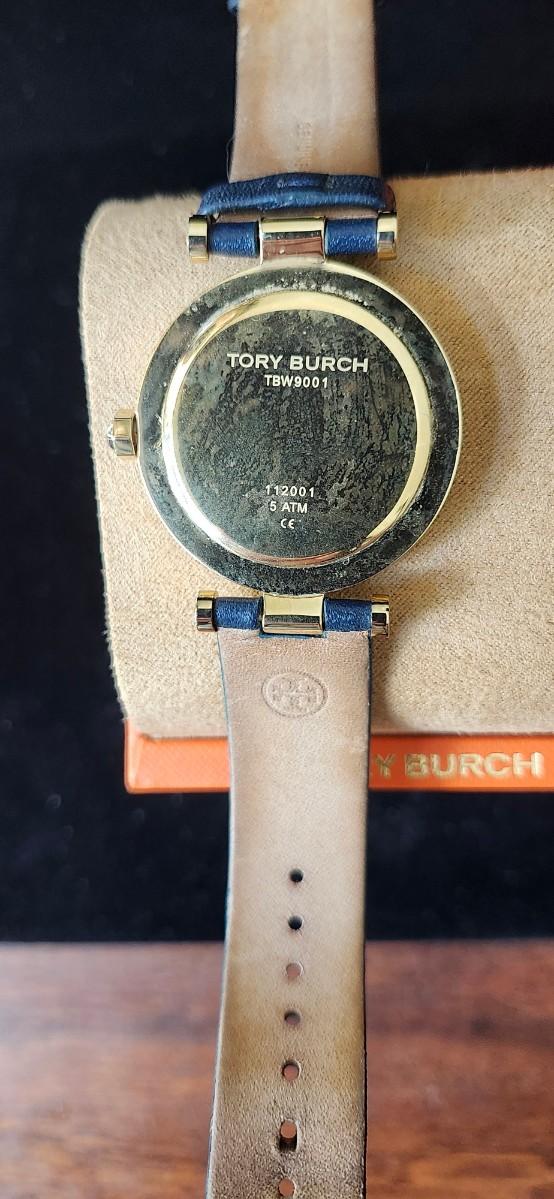 TORY BURCH
TBW9001
112001
5 ATM
CE
Y BURCH